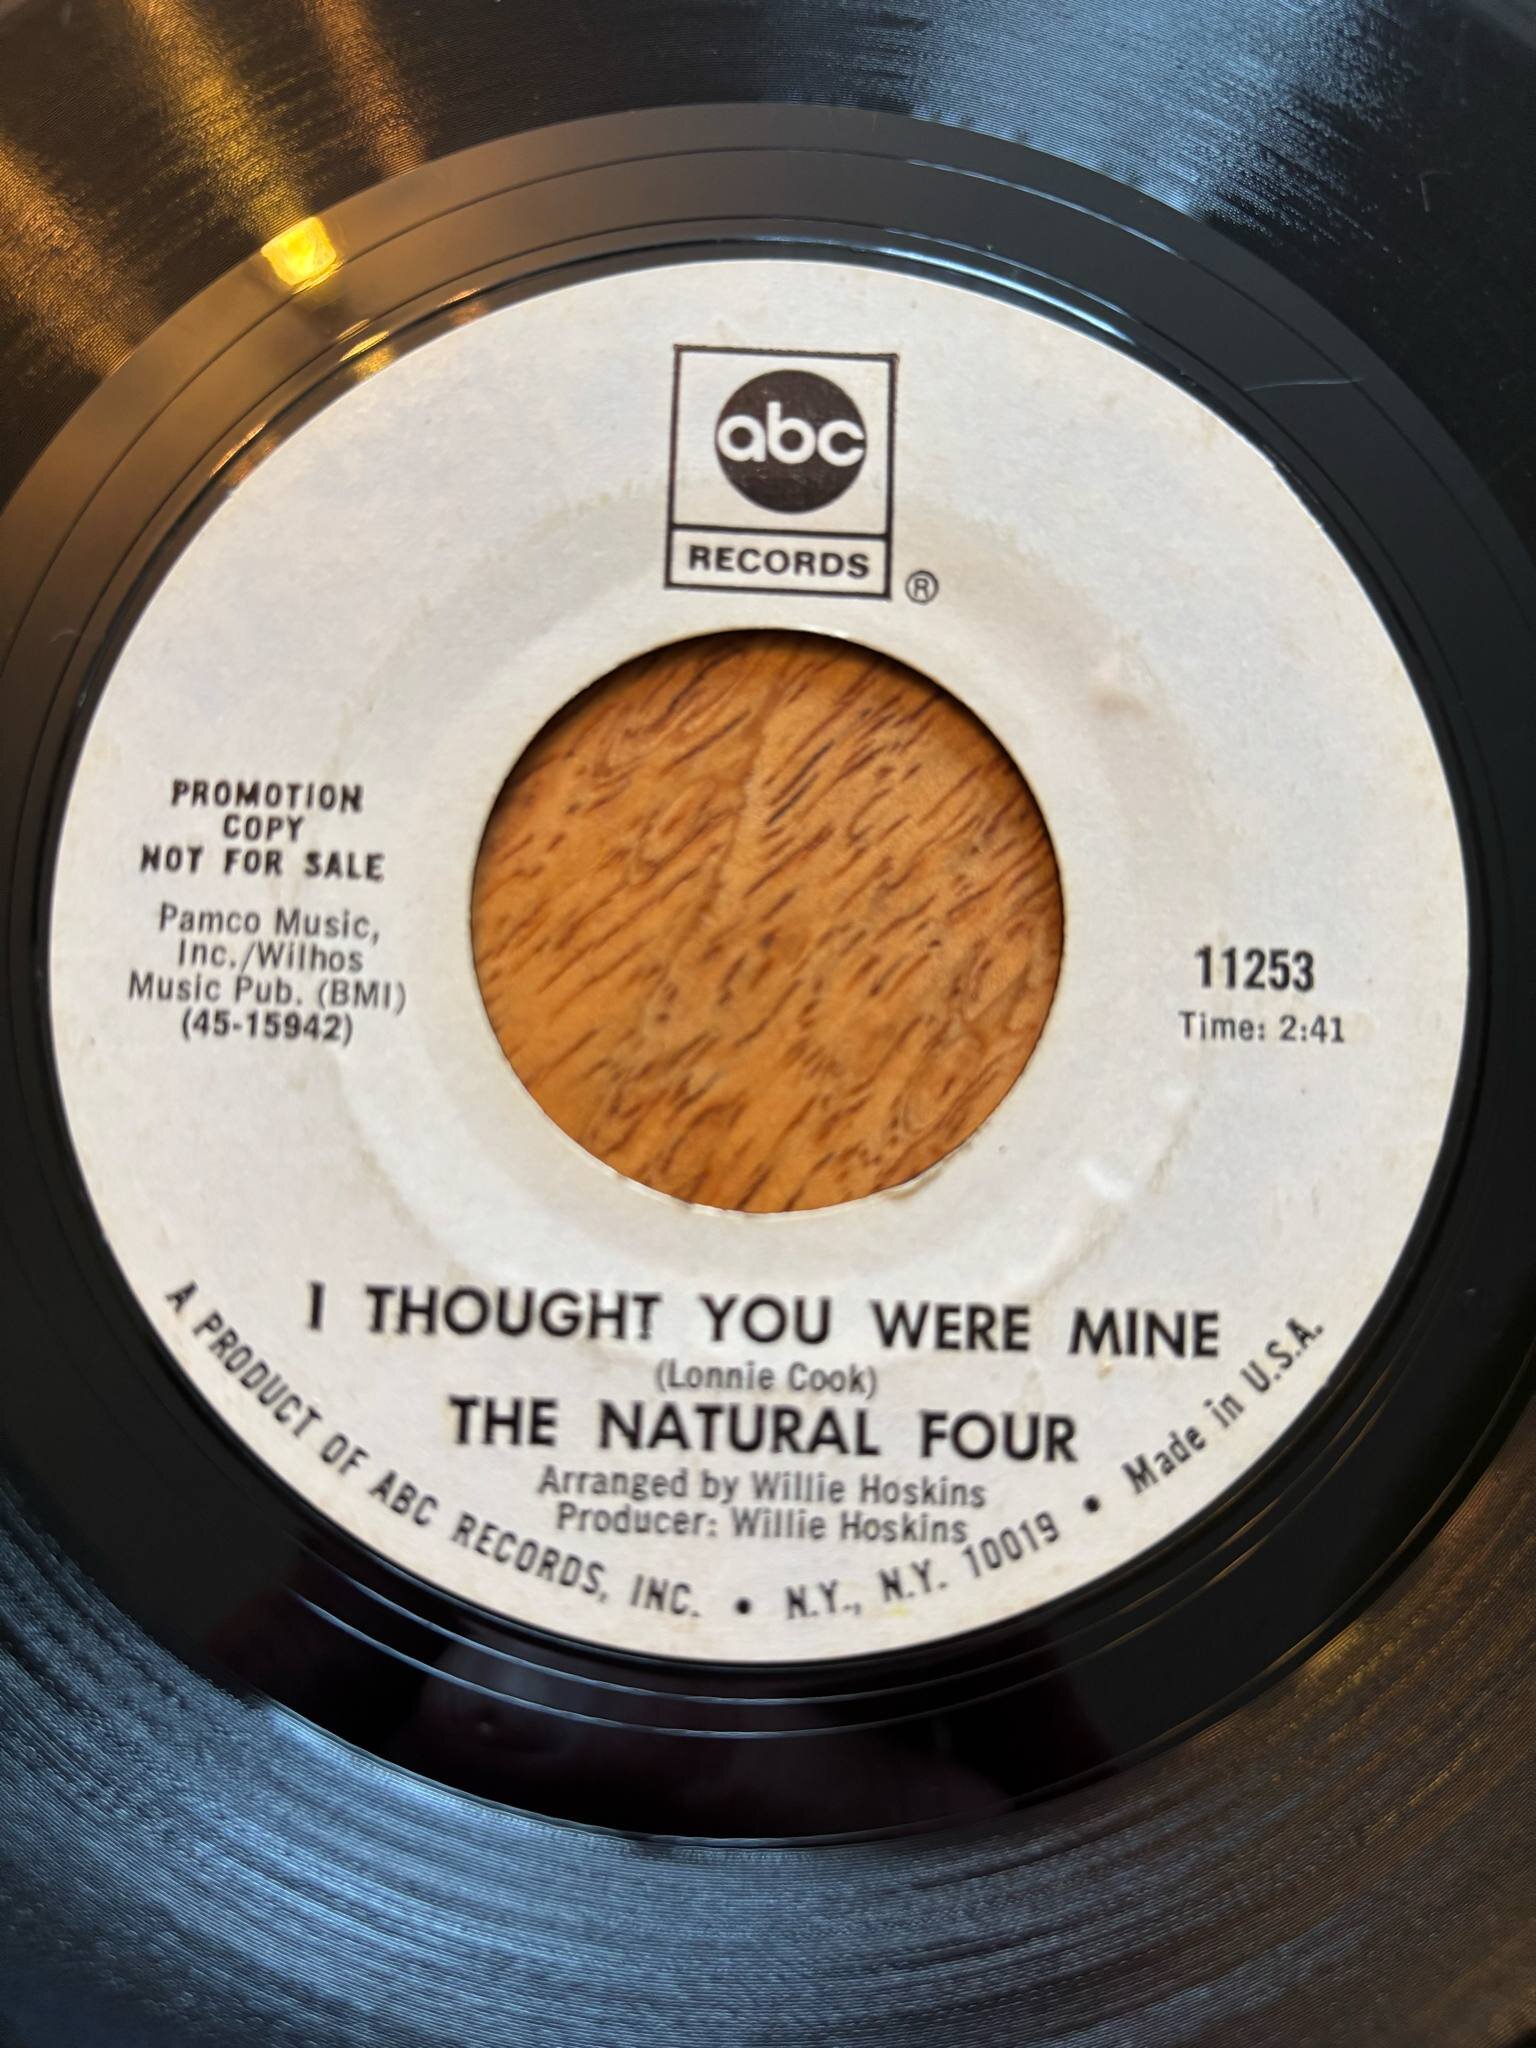 abc
RECORDS
®
PROMOTION
COPY
NOT FOR SALE
Pamco Music,
Inc./Wilhos
Music Pub. (BMI)
(45-15942)
11253
Time: 2:41
I THOUGHT YOU WERE MINE
(Lonnie Cook)
THE NATURAL FOUR
Arranged by Willie Hoskins
Producer: Willie Hoskins
A PRODUCT OF ABC RECORDS, INC. • N.Y., N.Y. 10019 • Made in U.S.A.